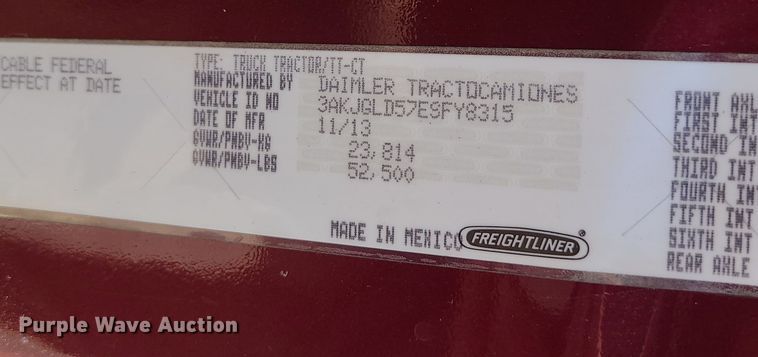 CABLE FEDERAL
EFFECT AT DATE
TYPE: TRUCK TRACTOR/TT-CT
MANUFACTURED BY DAIMLER TRACTOCAMIONES
VEHICLE ID NO 3AKJGLD57ESFY8315
DATE OF MFR 11/13
GVWR/PNBV-KG 23,814
GVWR/PNBV-LBS 52,500
MADE IN MEXICO
FREIGHTLINER
FRONT AXL
FIRST INT
SECOND IN
THIRD INT
FOURTH IN
FIFTH INT
SIXTH INT
REAR AXLE
Purple Wave Auction